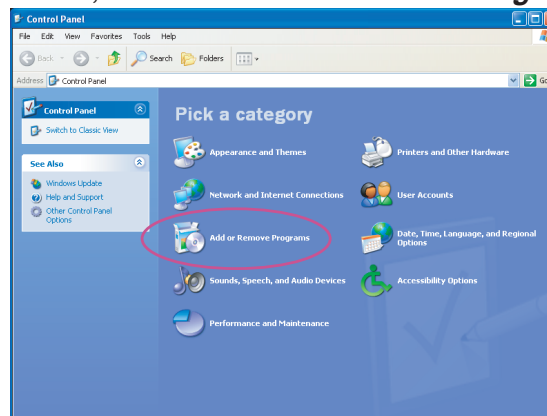 Control Panel
File Edit View Favorites Tools Help
Back Search Folders
Address Control Panel Go
Control Panel
Switch to Classic View
See Also
Windows Update
Help and Support
Other Control Panel
Options
Pick a category
Appearance and Themes
Printers and Other Hardware
Network and Internet Connections
User Accounts
Add or Remove Programs
Date, Time, Language, and Regional
Options
Sounds, Speech, and Audio Devices
Accessibility Options
Performance and Maintenance